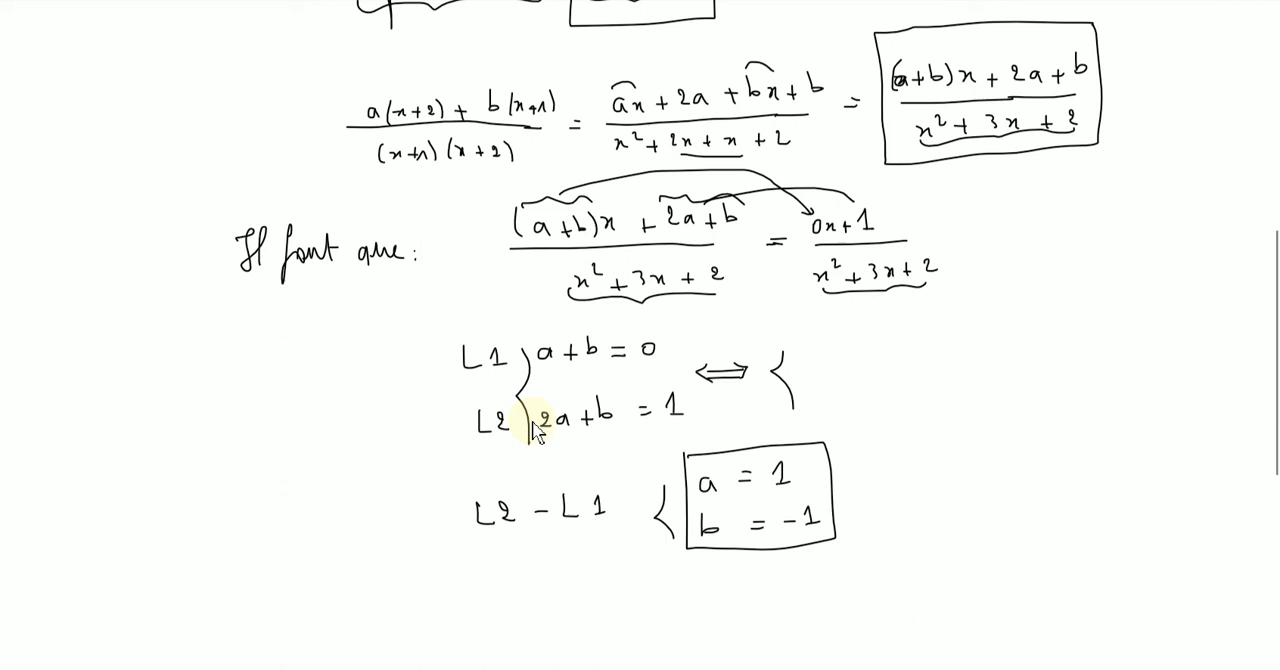 (a(x+2) + b(x+1))/((x+1)(x+2)) = (ax + 2a + bx + b)/(x² + 2x + x + 2) = ((a+b)x + 2a + b)/(x² + 3x + 2)
Il faut que : ((a+b)x + 2a+b)/(x² + 3x + 2) = (0x+1)/(x² + 3x + 2)
L1 { a + b = 0 ⟺ {
L2 { 2a + b = 1
L2 - L1 { a = 1
b = -1